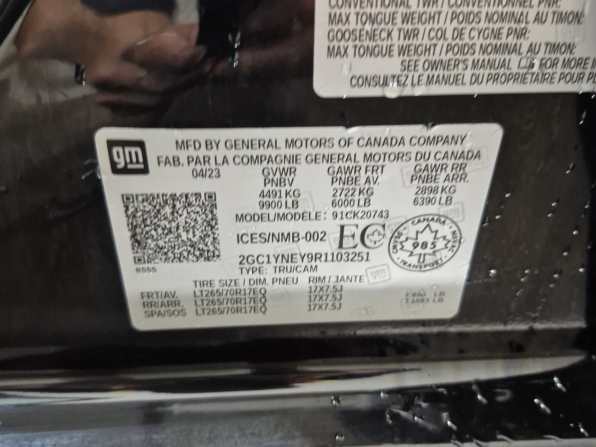 CONVENTIONAL TWR / CONVENTIONNEL PNR:
MAX TONGUE WEIGHT / POIDS NOMINAL AU TIMON:
GOOSENECK TWR / COL DE CYGNE PNR:
MAX TONGUE WEIGHT / POIDS NOMINAL AU TIMON:
SEE OWNER'S MANUAL FOR MORE
CONSULTEZ LE MANUEL DU PROPRIÉTAIRE POUR
gm
MFD BY GENERAL MOTORS OF CANADA COMPANY
FAB. PAR LA COMPAGNIE GENERAL MOTORS DU CANADA
04/23 GVWR GAWR FRT GAWR RR
PNBV PNBE AV. PNBE ARR.
4491 KG 2722 KG 2898 KG
9900 LB 6000 LB 6390 LB
MODEL/MODÈLE: 91CK20743
ICES/NMB-002 EC
CANADA 985
2GC1YNEY9R1103251
TYPE: TRU/CAM
TIRE SIZE / DIM. PNEU RIM / JANTE
FRT/AV. LT265/70R17EQ 17X7.5J
RR/ARR. LT265/70R17EQ 17X7.5J
SPA/SOS LT265/70R17EQ 17X7.5J